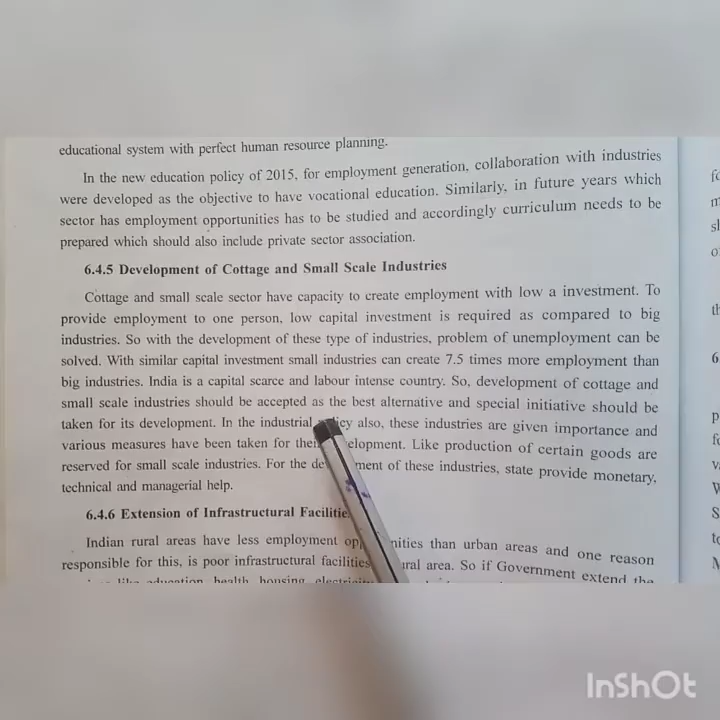 educational system with perfect human resource planning.
In the new education policy of 2015, for employment generation, collaboration with industries
were developed as the objective to have vocational education. Similarly, in future years which
sector has employment opportunities has to be studied and accordingly curriculum needs to be
prepared which should also include private sector association.
6.4.5 Development of Cottage and Small Scale Industries
Cottage and small scale sector have capacity to create employment with low a investment. To
provide employment to one person, low capital investment is required as compared to big
industries. So with the development of these type of industries, problem of unemployment can be
solved. With similar capital investment small industries can create 7.5 times more employment than
big industries. India is a capital scarce and labour intense country. So, development of cottage and
small scale industries should be accepted as the best alternative and special initiative should be
taken for its development. In the industrial also, these industries are given importance and
various measures have been taken for Like production of certain goods are
reserved for small scale industries. For the of these industries, state provide monetary,
technical and managerial help.
6.4.6 Extension of Infrastructural
Indian rural areas have less employment than urban areas and one reason
responsible for this, is poor infrastructural facilities area. So if Government extend the
like education health housing
InShOt